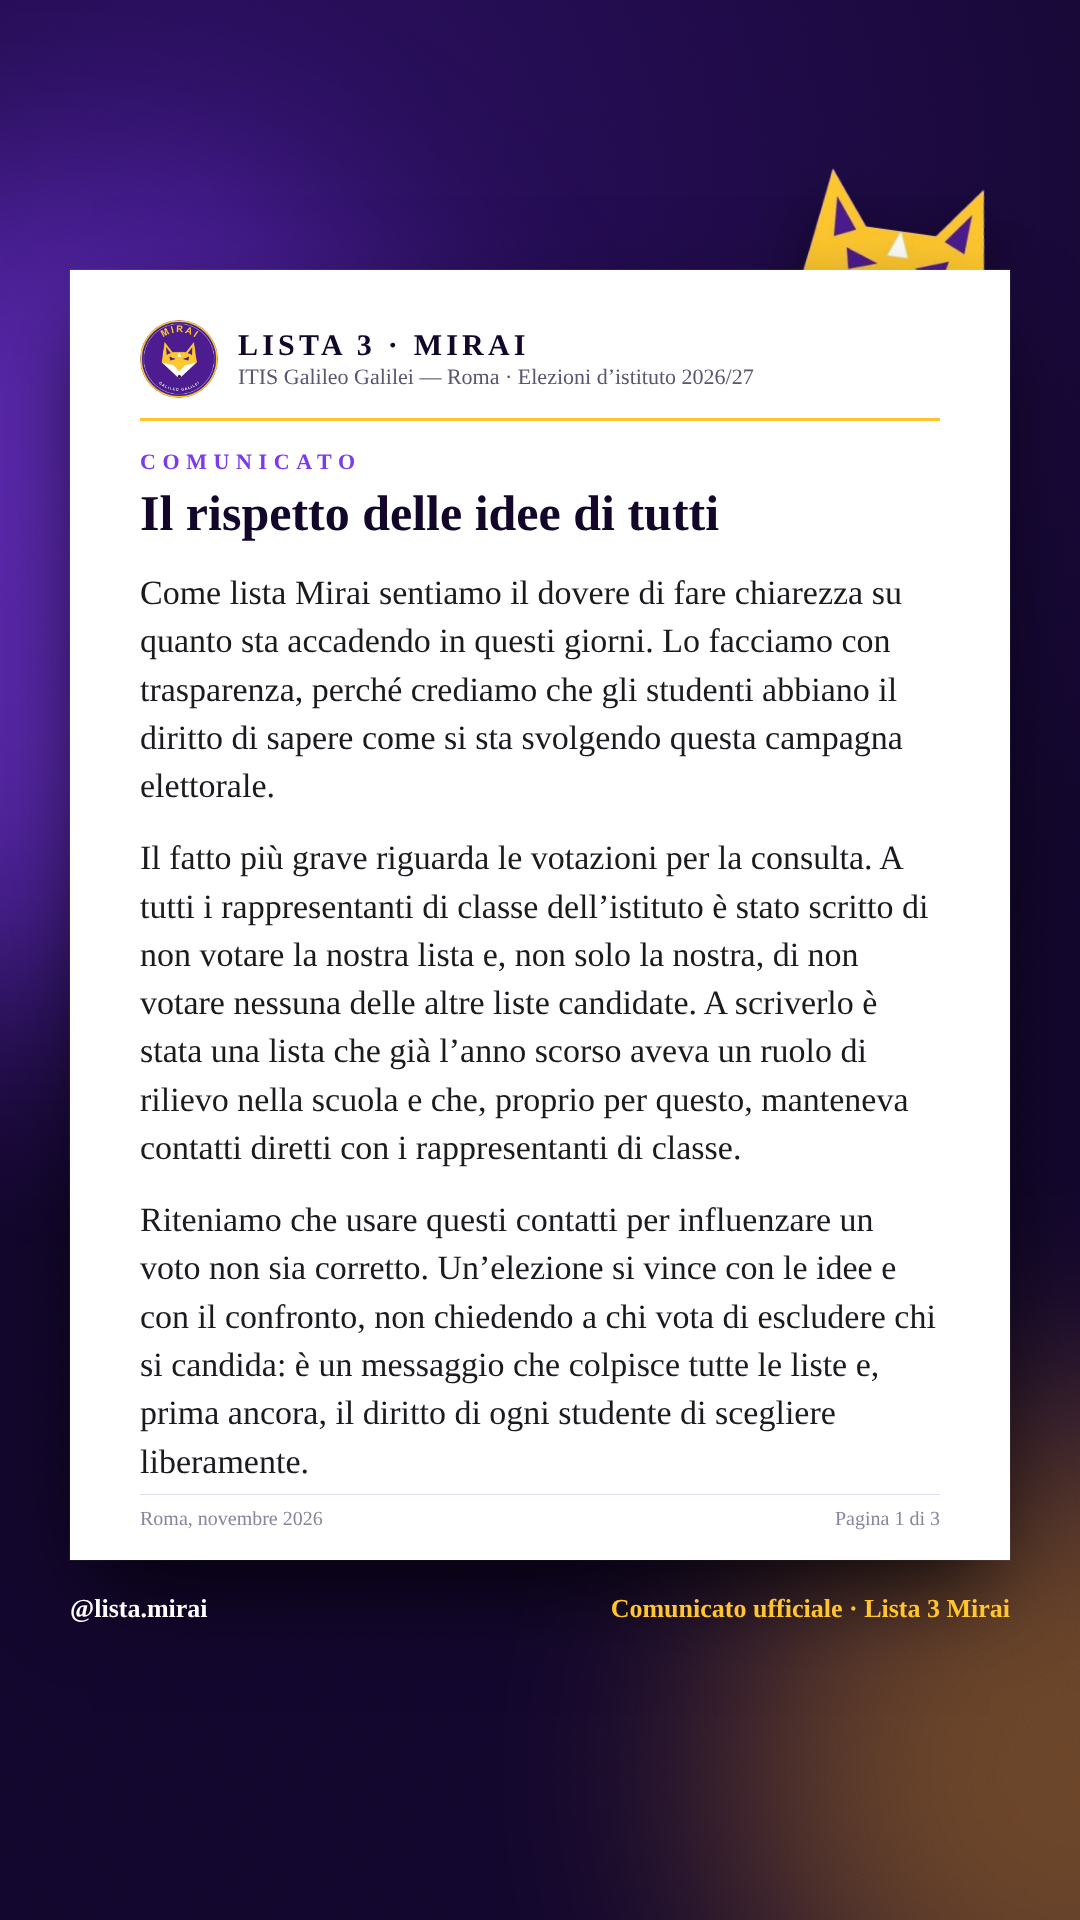 MIRAI
GALILEO GALILEI
LISTA 3 · MIRAI
ITIS Galileo Galilei — Roma · Elezioni d’istituto 2026/27
COMUNICATO
Il rispetto delle idee di tutti
Come lista Mirai sentiamo il dovere di fare chiarezza su
quanto sta accadendo in questi giorni. Lo facciamo con
trasparenza, perché crediamo che gli studenti abbiano il
diritto di sapere come si sta svolgendo questa campagna
elettorale.
Il fatto più grave riguarda le votazioni per la consulta. A
tutti i rappresentanti di classe dell’istituto è stato scritto di
non votare la nostra lista e, non solo la nostra, di non
votare nessuna delle altre liste candidate. A scriverlo è
stata una lista che già l’anno scorso aveva un ruolo di
rilievo nella scuola e che, proprio per questo, manteneva
contatti diretti con i rappresentanti di classe.
Riteniamo che usare questi contatti per influenzare un
voto non sia corretto. Un’elezione si vince con le idee e
con il confronto, non chiedendo a chi vota di escludere chi
si candida: è un messaggio che colpisce tutte le liste e,
prima ancora, il diritto di ogni studente di scegliere
liberamente.
Roma, novembre 2026
Pagina 1 di 3
@lista.mirai
Comunicato ufficiale · Lista 3 Mirai